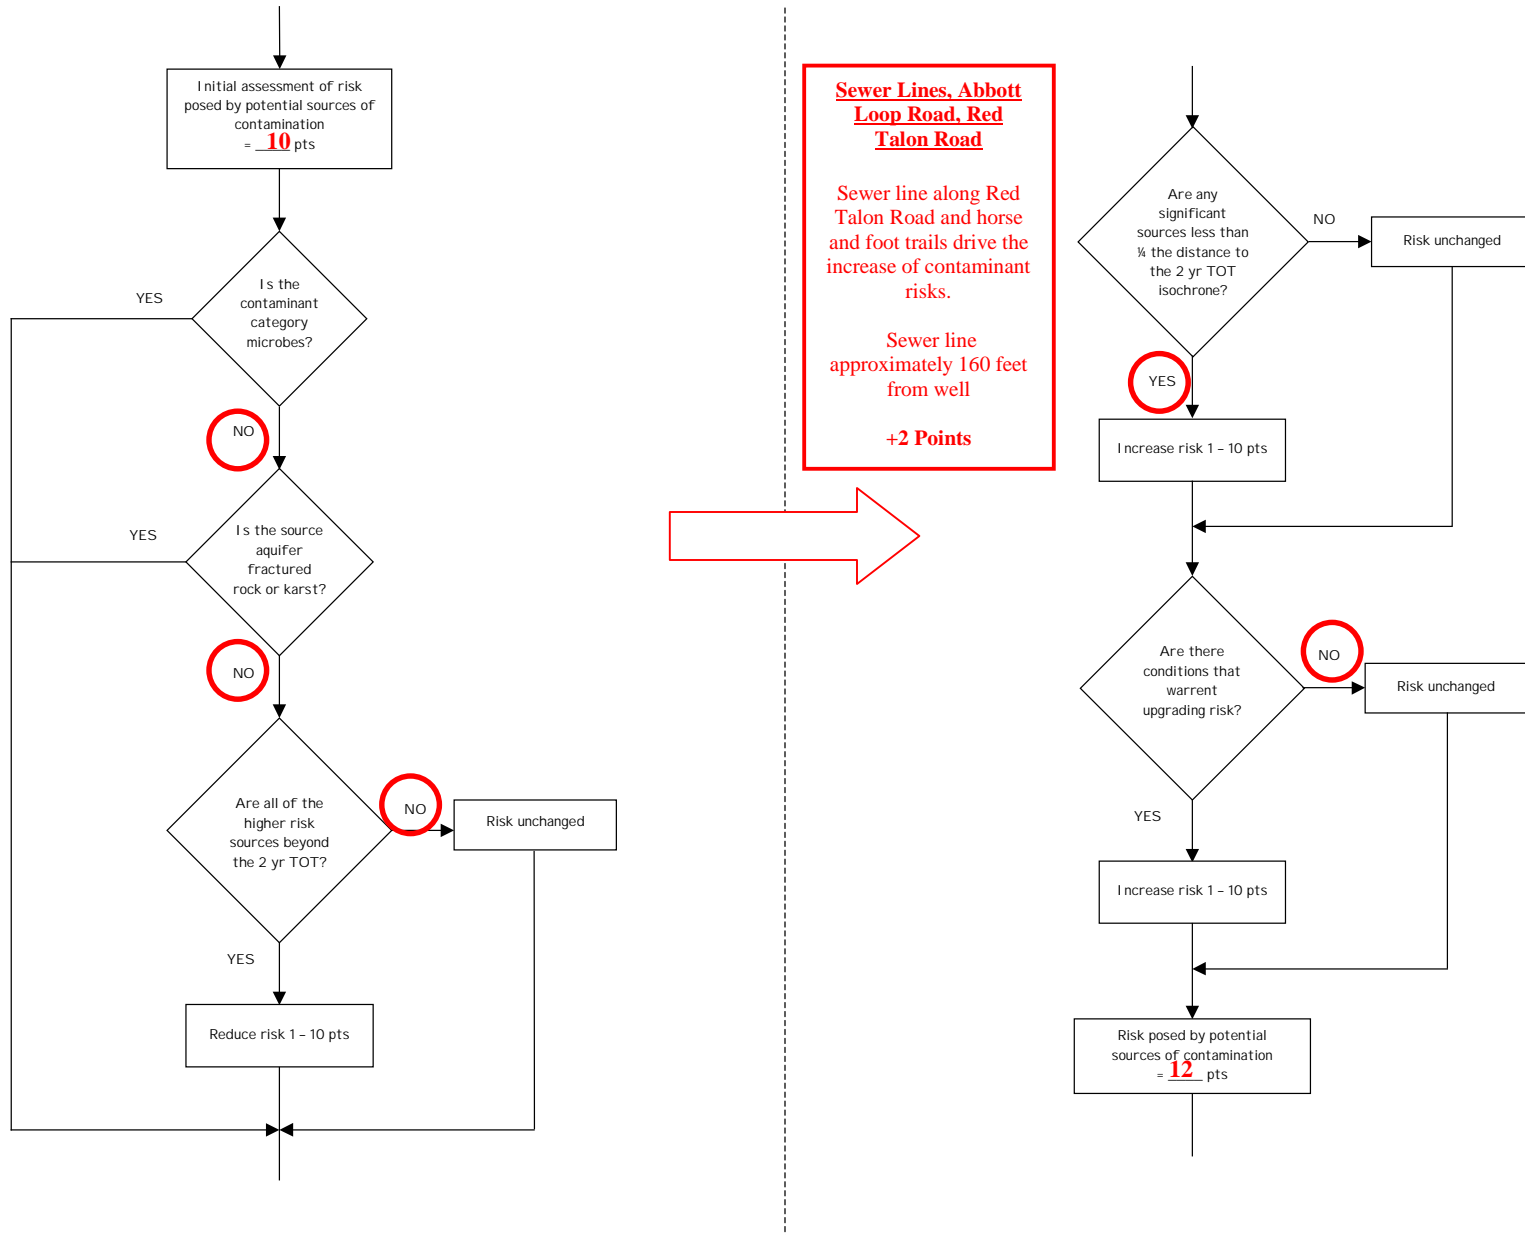 Initial assessment of risk
posed by potential sources of
contamination
= 10 pts
Is the
contaminant
category
microbes?
YES
NO
Is the source
aquifer
fractured
rock or karst?
YES
NO
Are all of the
higher risk
sources beyond
the 2 yr TOT?
NO
Risk unchanged
YES
Reduce risk 1 – 10 pts
Sewer Lines, Abbott
Loop Road, Red
Talon Road
Sewer line along Red
Talon Road and horse
and foot trails drive the
increase of contaminant
risks.
Sewer line
approximately 160 feet
from well
+2 Points
Are any
significant
sources less than
¼ the distance to
the 2 yr TOT
isochrone?
NO
Risk unchanged
YES
Increase risk 1 – 10 pts
Are there
conditions that
warrent
upgrading risk?
NO
Risk unchanged
YES
Increase risk 1 – 10 pts
Risk posed by potential
sources of contamination
= 12 pts